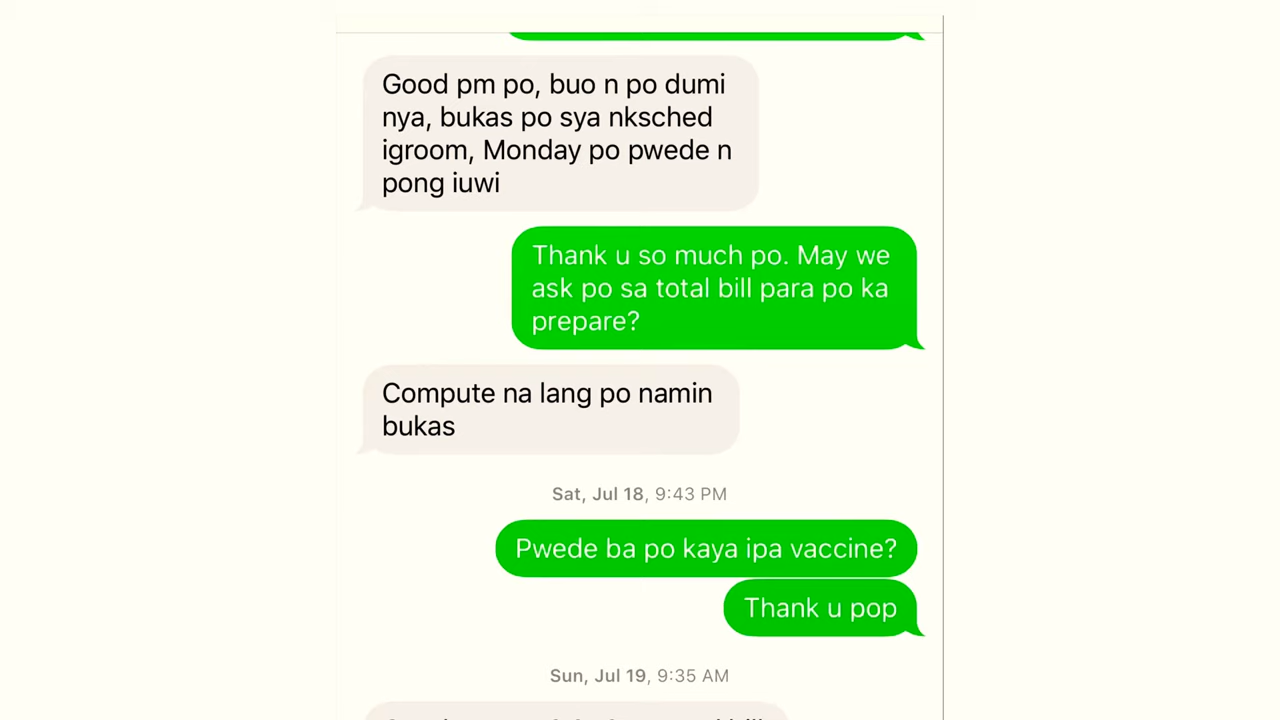 Good pm po, buo n po dumi
nya, bukas po sya nksched
igroom, Monday po pwede n
pong iuwi
Thank u so much po. May we
ask po sa total bill para po ka
prepare?
Compute na lang po namin
bukas
Sat, Jul 18, 9:43 PM
Pwede ba po kaya ipa vaccine?
Thank u pop
Sun, Jul 19, 9:35 AM